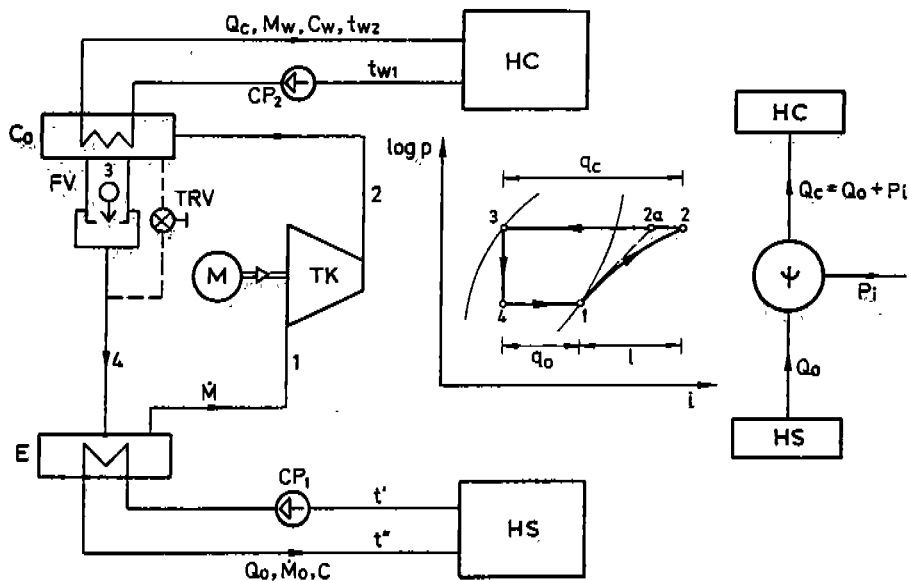 Qc, Mw, Cw, tw2
HC
tw1
CP2
Co
FV
3
TRV
2
M
TK
4
1
Ṁ
E
CP1
t'
HS
t"
Qo, Ṁo, C
log p
qc
3
2a
2
4
1
qo
l
i
HC
Qc = Qo + Pi
ψ
Pi
Qo
HS